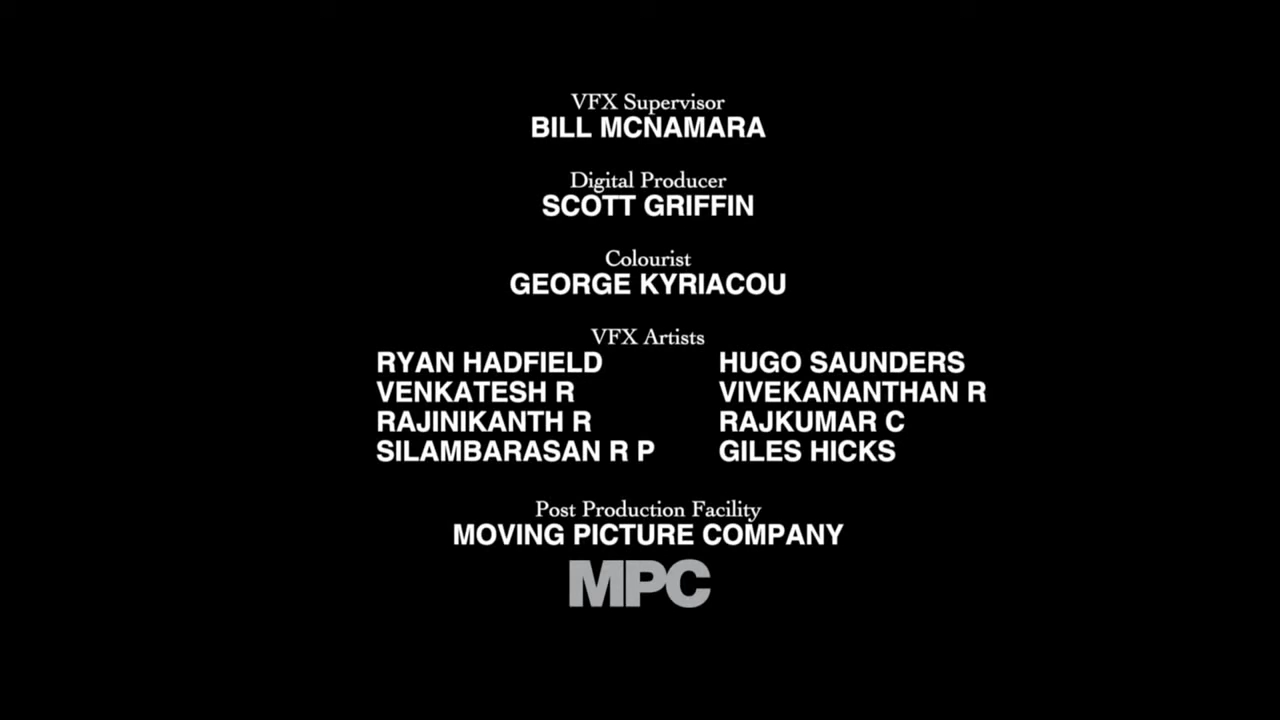 VFX Supervisor
BILL MCNAMARA
Digital Producer
SCOTT GRIFFIN
Colourist
GEORGE KYRIACOU
VFX Artists
RYAN HADFIELD HUGO SAUNDERS
VENKATESH R VIVEKANANTHAN R
RAJINIKANTH R RAJKUMAR C
SILAMBARASAN R P GILES HICKS
Post Production Facility
MOVING PICTURE COMPANY
MPC